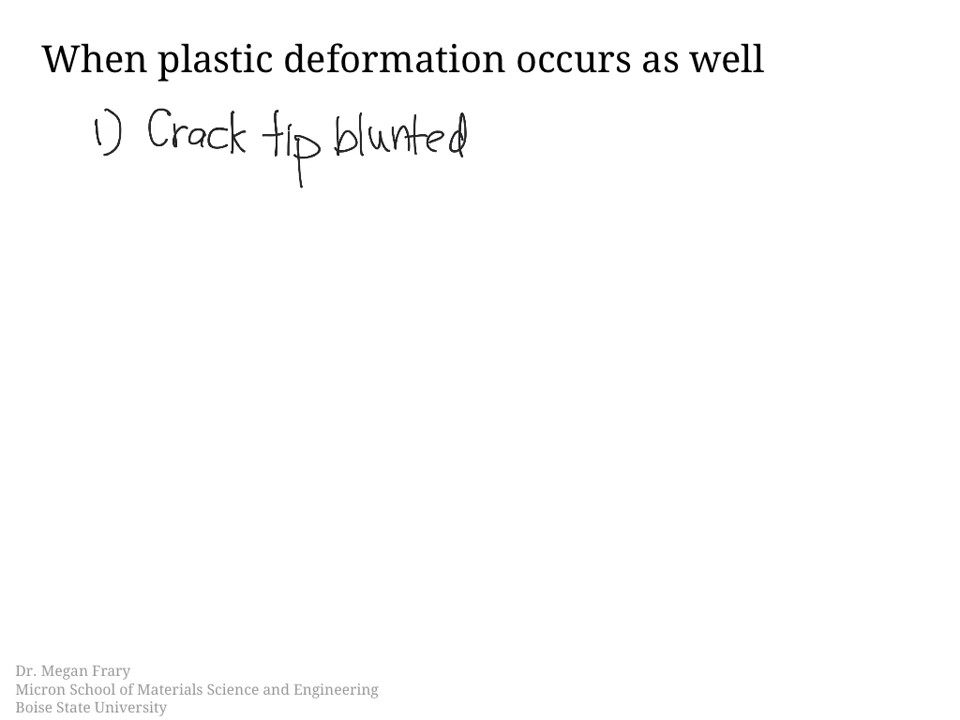 When plastic deformation occurs as well
1) Crack tip blunted
Dr. Megan Frary
Micron School of Materials Science and Engineering
Boise State University